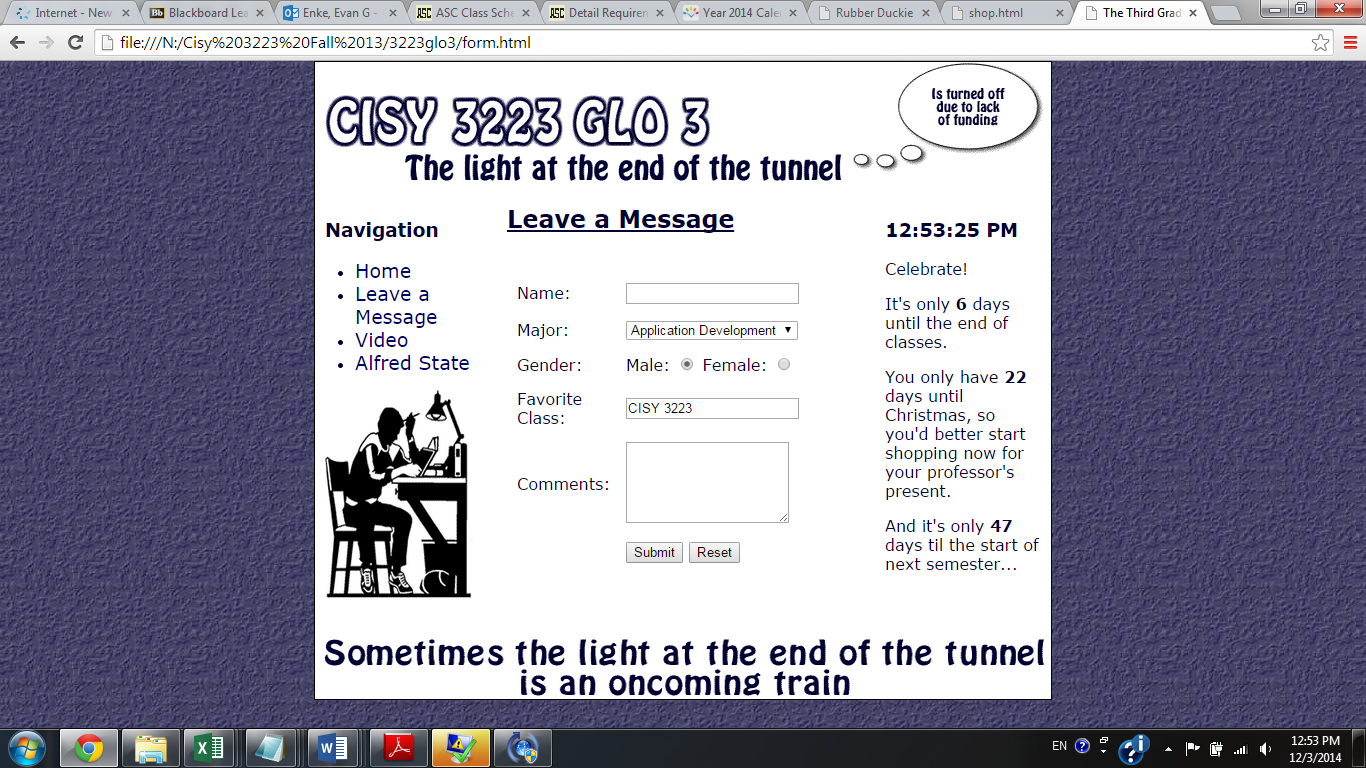 Internet - New
Blackboard Lea
Enke, Evan G -
ASC Class Sche
Detail Requirem
Year 2014 Cale
Rubber Duckie
shop.html
The Third Grad
file:///N:/Cisy%203223%20Fall%2013/3223glo3/form.html
CISY 3223 GLO 3
The light at the end of the tunnel
Is turned off
due to lack
of funding
Navigation
Home
Leave a
Message
Video
Alfred State
Leave a Message
Name:
Major: Application Development
Gender: Male: Female:
Favorite
Class:
CISY 3223
Comments:
Submit Reset
12:53:25 PM
Celebrate!
It's only 6 days
until the end of
classes.
You only have 22
days until
Christmas, so
you'd better start
shopping now for
your professor's
present.
And it's only 47
days til the start of
next semester...
Sometimes the light at the end of the tunnel
is an oncoming train
EN
12:53 PM
12/3/2014